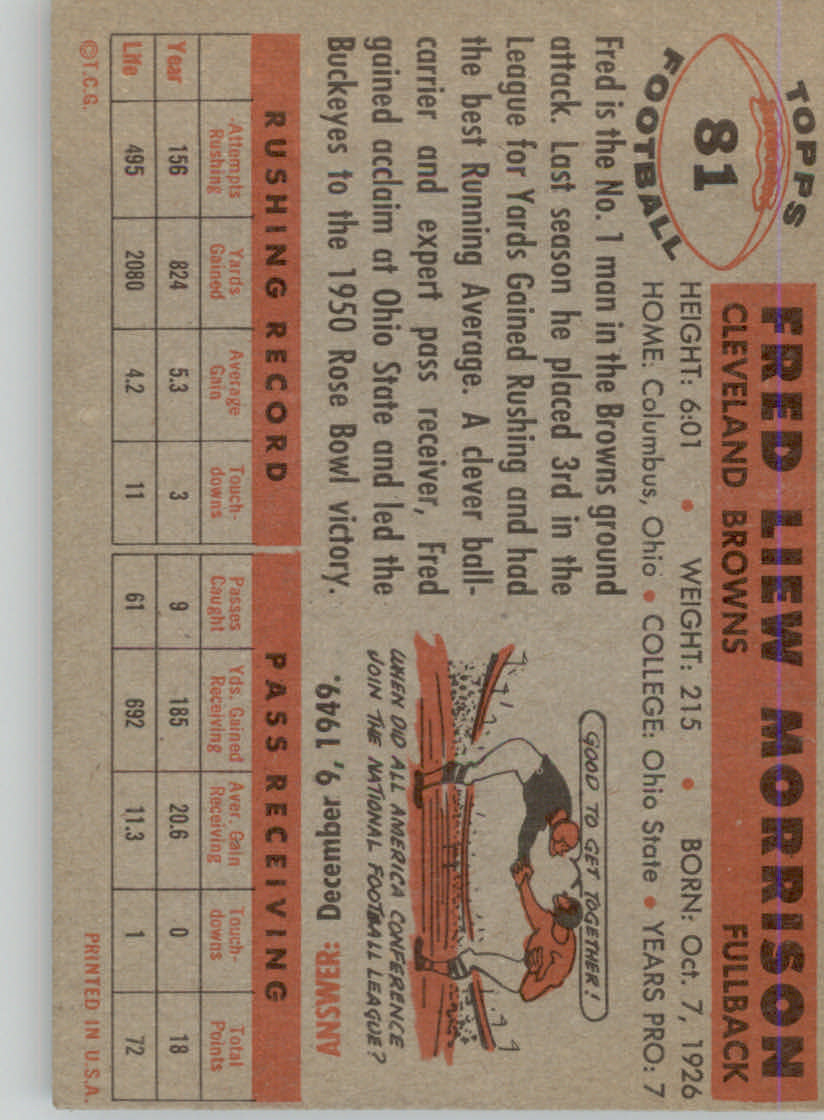 TOPPS
81
FOOTBALL
FRED LIEW MORRISON
CLEVELAND BROWNS FULLBACK
HEIGHT: 6:01 • WEIGHT: 215 • BORN: Oct. 7, 1926
HOME: Columbus, Ohio • COLLEGE: Ohio State • YEARS PRO: 7
Fred is the No. 1 man in the Browns ground
attack. Last season he placed 3rd in the
League for Yards Gained Rushing and had
the best Running Average. A clever ball-
carrier and expert pass receiver, Fred
gained acclaim at Ohio State and led the
Buckeyes to the 1950 Rose Bowl victory.
GOOD TO GET TOGETHER!
WHEN DID ALL AMERICA CONFERENCE
JOIN THE NATIONAL FOOTBALL LEAGUE?
ANSWER: December 9, 1949.
RUSHING RECORD PASS RECEIVING
Attempts Rushing Yards Gained Average Gain Touch-downs Passes Caught Yds. Gained Receiving Aver. Gain Receiving Touch-downs Total Points
Year 156 824 5.3 3 9 185 20.6 0 18
Life 495 2080 4.2 11 61 692 11.3 1 72
©T.C.G. PRINTED IN U.S.A.